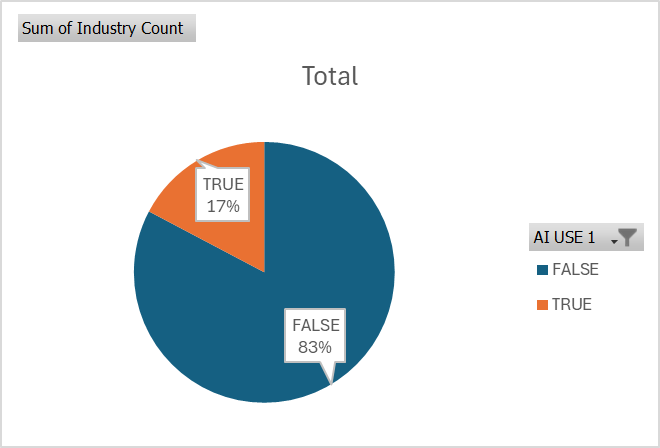 Sum of Industry Count
Total
TRUE
17%
FALSE
83%
AI USE 1
FALSE
TRUE